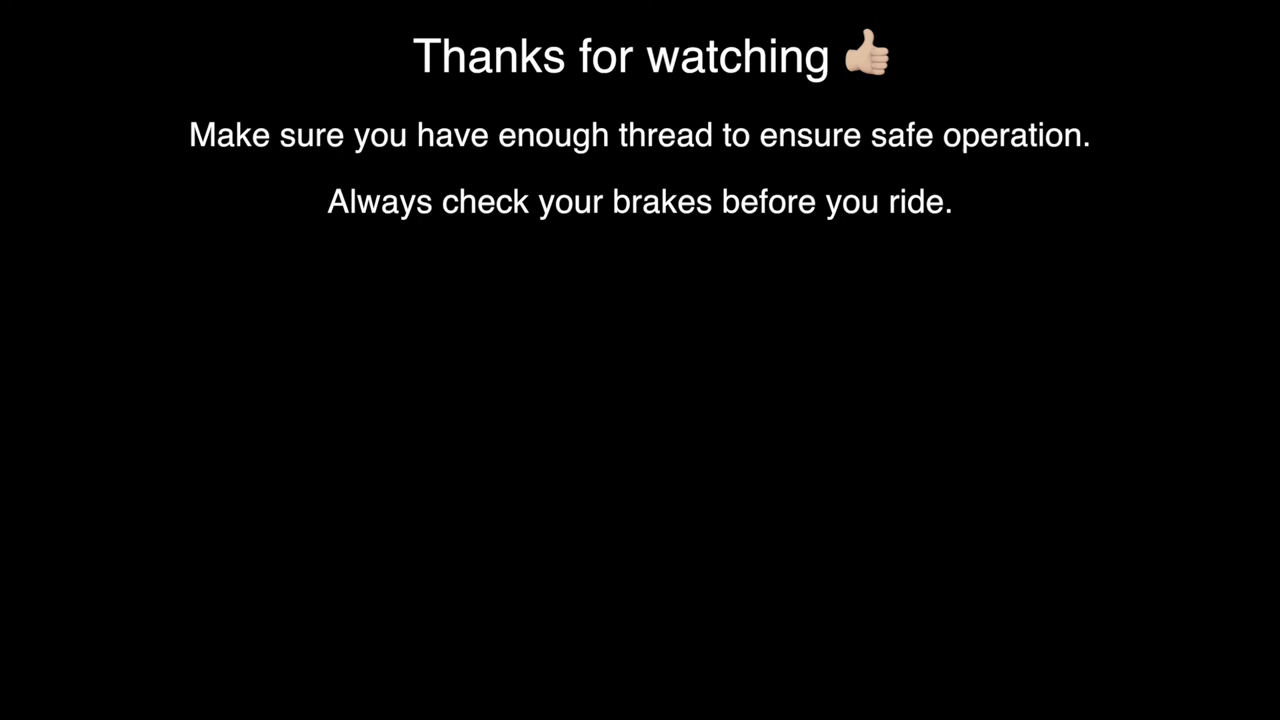 Thanks for watching 👍🏼
Make sure you have enough thread to ensure safe operation.
Always check your brakes before you ride.